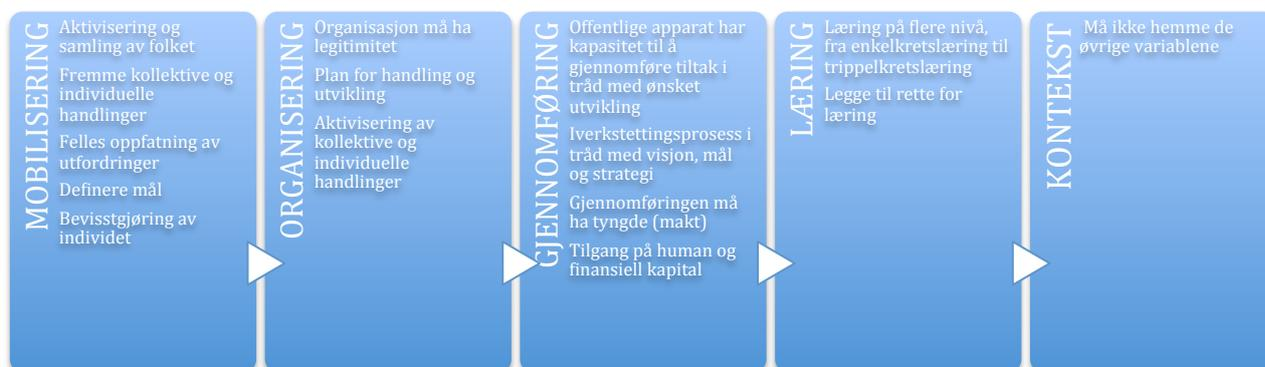 MOBILISERING
Aktivisering og
samling av folket
Fremme kollektive og
individuelle
handlinger
Felles oppfatning av
utfordringer
Definere mål
Bevisstgjøring av
individet
ORGANISERING
Organisasjon må ha
legitimitet
Plan for handling og
utvikling
Aktivisering av
kollektive og
individuelle
handlinger
GJENNOMFØRING
Offentlige apparat har
kapasitet til å
gjennomføre tiltak i
tråd med ønsket
utvikling
Iverkstettingsprosess i
tråd med visjon, mål
og strategi
Gjennomføringen må
ha tyngde (makt)
Tilgang på human og
finansiell kapital
LÆRING
Læring på flere nivå,
fra enkelkretslæring til
trippelkretslæring
Legge til rette for
læring
KONTEKST
Må ikke hemme de
øvrige variablene